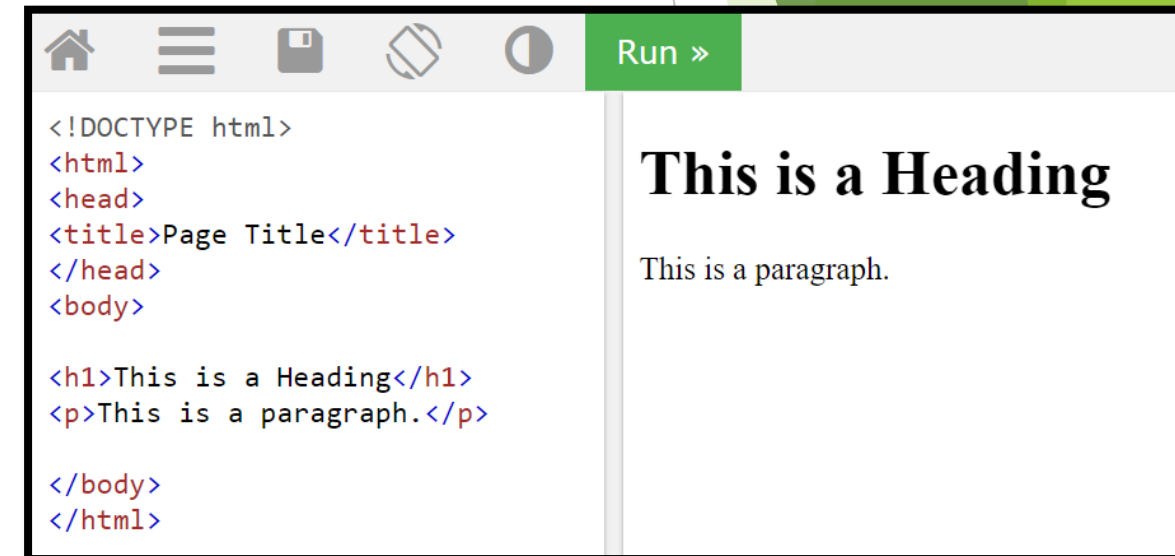 Run »
<!DOCTYPE html>
<html>
<head>
<title>Page Title</title>
</head>
<body>
<h1>This is a Heading</h1>
<p>This is a paragraph.</p>
</body>
</html>
This is a Heading
This is a paragraph.